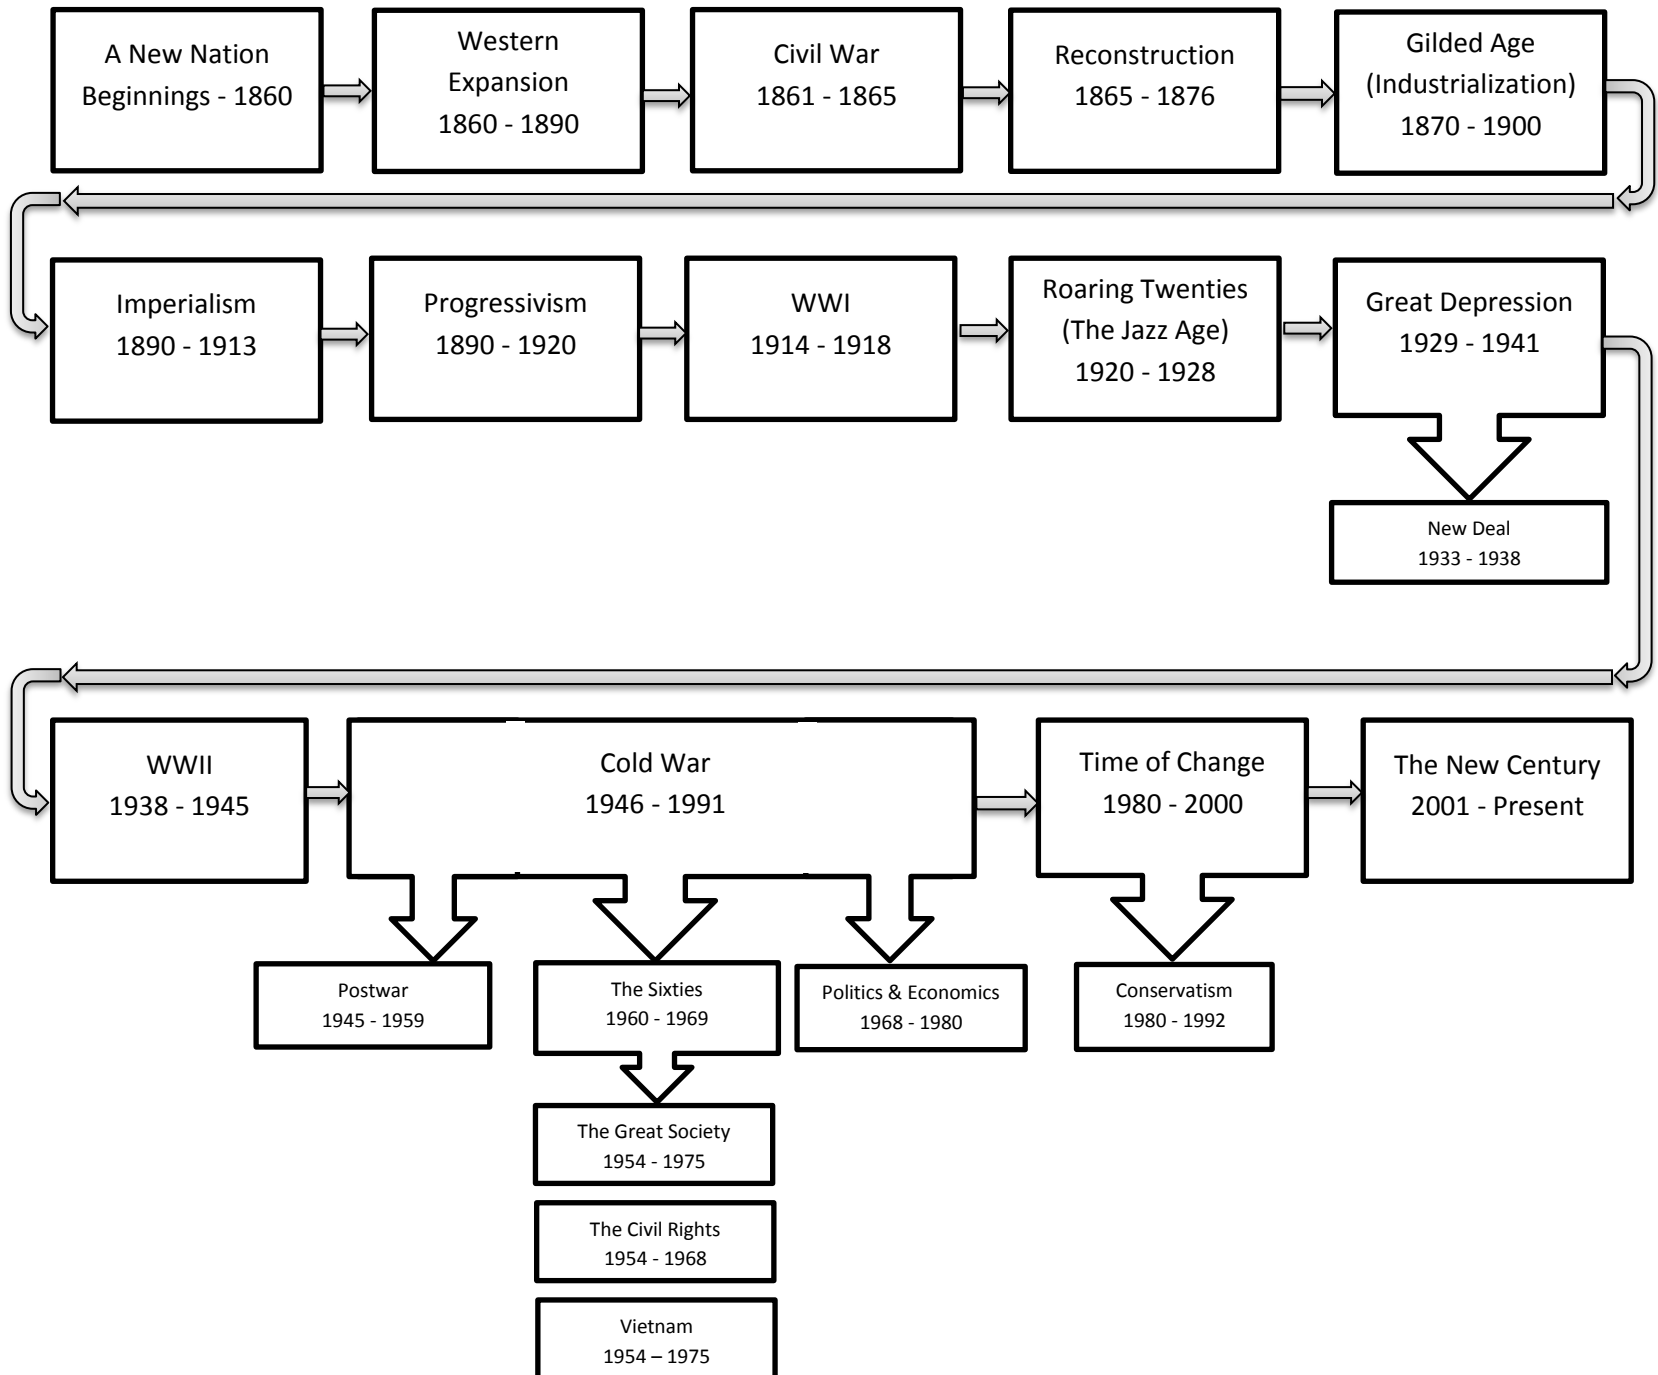 A New Nation
Beginnings - 1860
Western
Expansion
1860 - 1890
Civil War
1861 - 1865
Reconstruction
1865 - 1876
Gilded Age
(Industrialization)
1870 - 1900
Imperialism
1890 - 1913
Progressivism
1890 - 1920
WWI
1914 - 1918
Roaring Twenties
(The Jazz Age)
1920 - 1928
Great Depression
1929 - 1941
New Deal
1933 - 1938
WWII
1938 - 1945
Cold War
1946 - 1991
Time of Change
1980 - 2000
The New Century
2001 - Present
Postwar
1945 - 1959
The Sixties
1960 - 1969
Politics & Economics
1968 - 1980
Conservatism
1980 - 1992
The Great Society
1954 - 1975
The Civil Rights
1954 - 1968
Vietnam
1954 – 1975